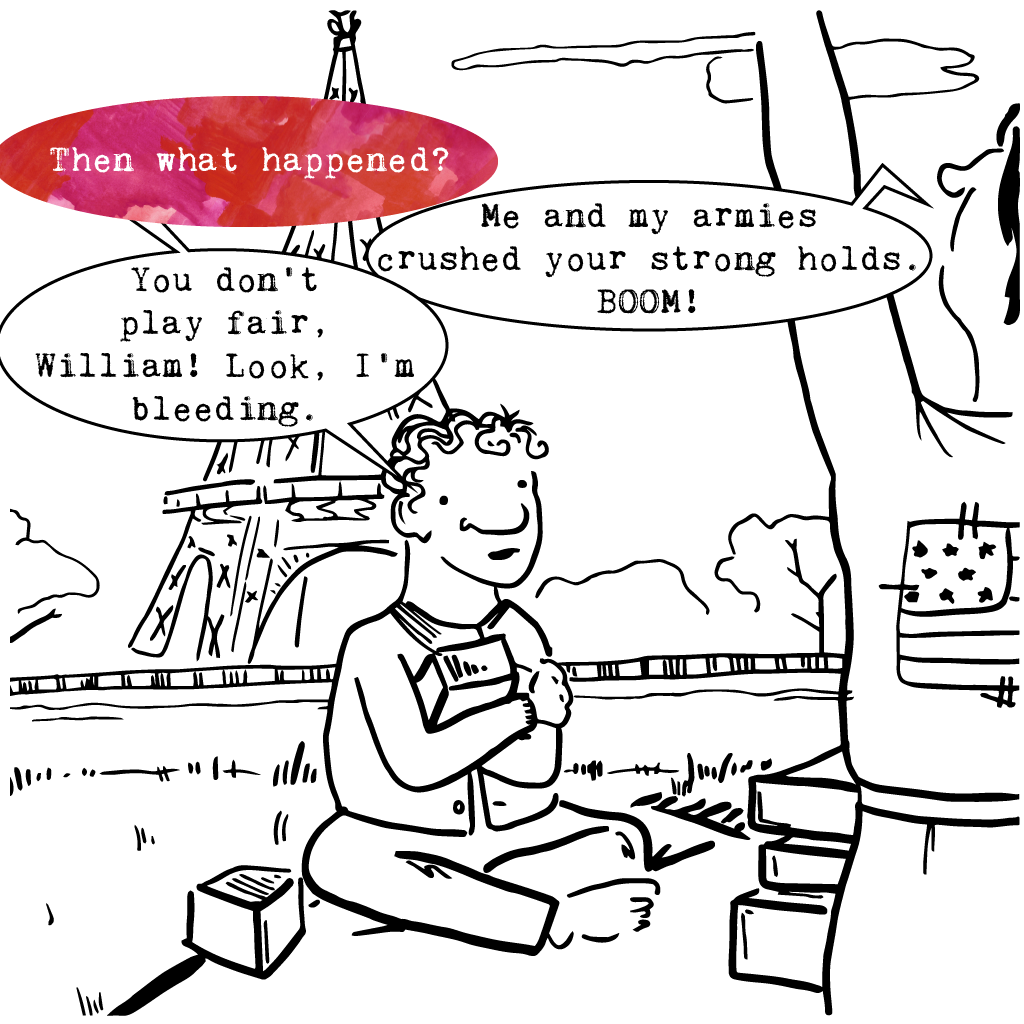 Then what happened?
Me and my armies
crushed your strong holds.
BOOM!
You don't
play fair,
William! Look, I'm
bleeding.